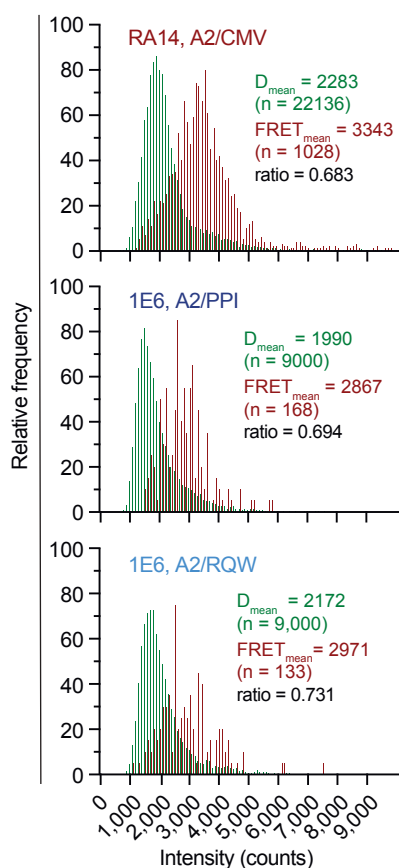 RA14, A2/CMV
100
80
60
40
20
0
D_mean = 2283
(n = 22136)
FRET_mean = 3343
(n = 1028)
ratio = 0.683
1E6, A2/PPI
100
80
60
40
20
0
D_mean = 1990
(n = 9000)
FRET_mean = 2867
(n = 168)
ratio = 0.694
Relative frequency
1E6, A2/RQW
100
80
60
40
20
0
D_mean = 2172
(n = 9,000)
FRET_mean = 2971
(n = 133)
ratio = 0.731
0 1,000 2,000 3,000 4,000 5,000 6,000 7,000 8,000 9,000
Intensity (counts)